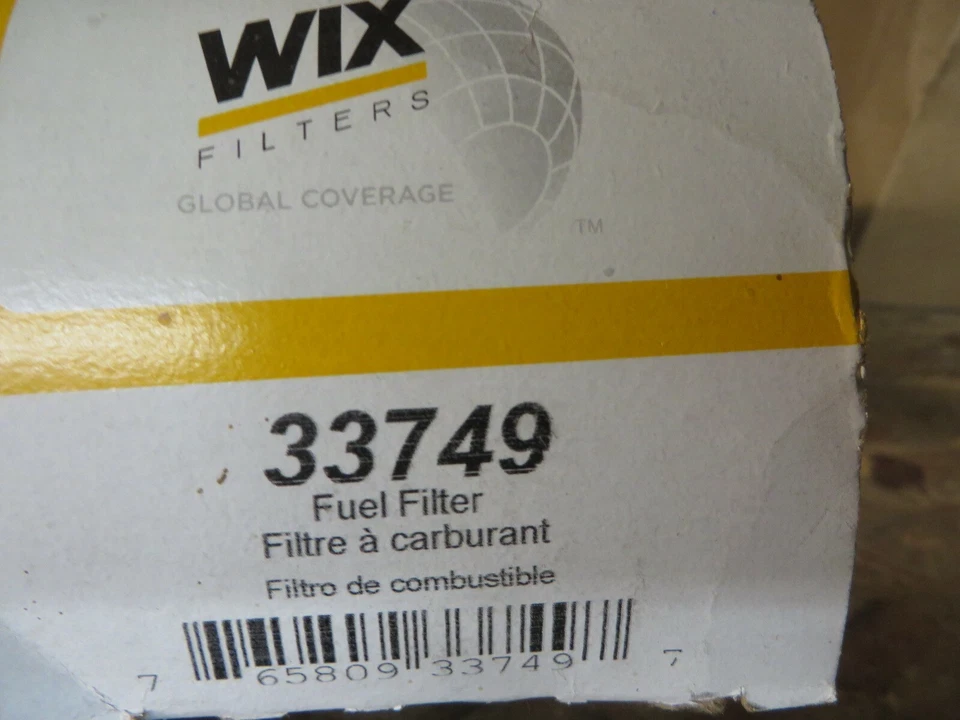 WIX
FILTERS
GLOBAL COVERAGE
TM
33749
Fuel Filter
Filtre à carburant
Filtro de combustible
7 65809 33749 7